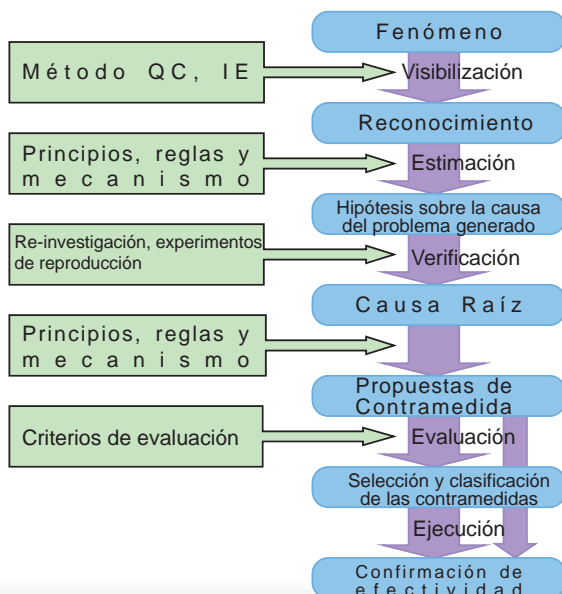 Fenómeno
Método QC, IE
Visibilización
Reconocimiento
Principios, reglas y
mecanismo
Estimación
Hipótesis sobre la causa
del problema generado
Re-investigación, experimentos
de reproducción
Verificación
Causa Raíz
Principios, reglas y
mecanismo
Propuestas de
Contramedida
Criterios de evaluación
Evaluación
Selección y clasificación
de las contramedidas
Ejecución
Confirmación de
efectividad